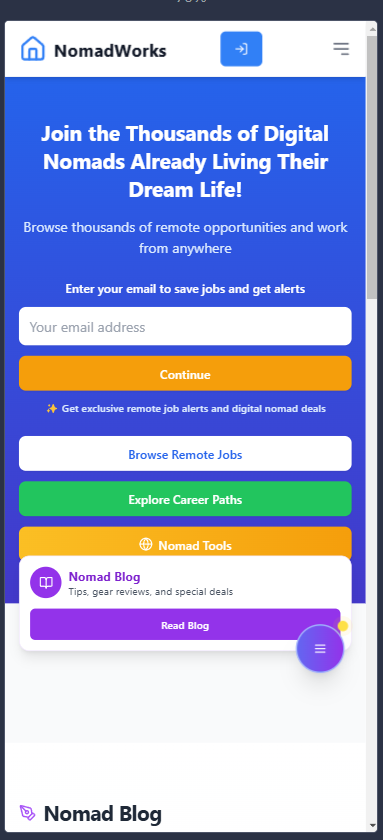 NomadWorks
Join the Thousands of Digital
Nomads Already Living Their
Dream Life!
Browse thousands of remote opportunities and work
from anywhere
Enter your email to save jobs and get alerts
Your email address
Continue
✨ Get exclusive remote job alerts and digital nomad deals
Browse Remote Jobs
Explore Career Paths
Nomad Tools
Nomad Blog
Tips, gear reviews, and special deals
Read Blog
Nomad Blog